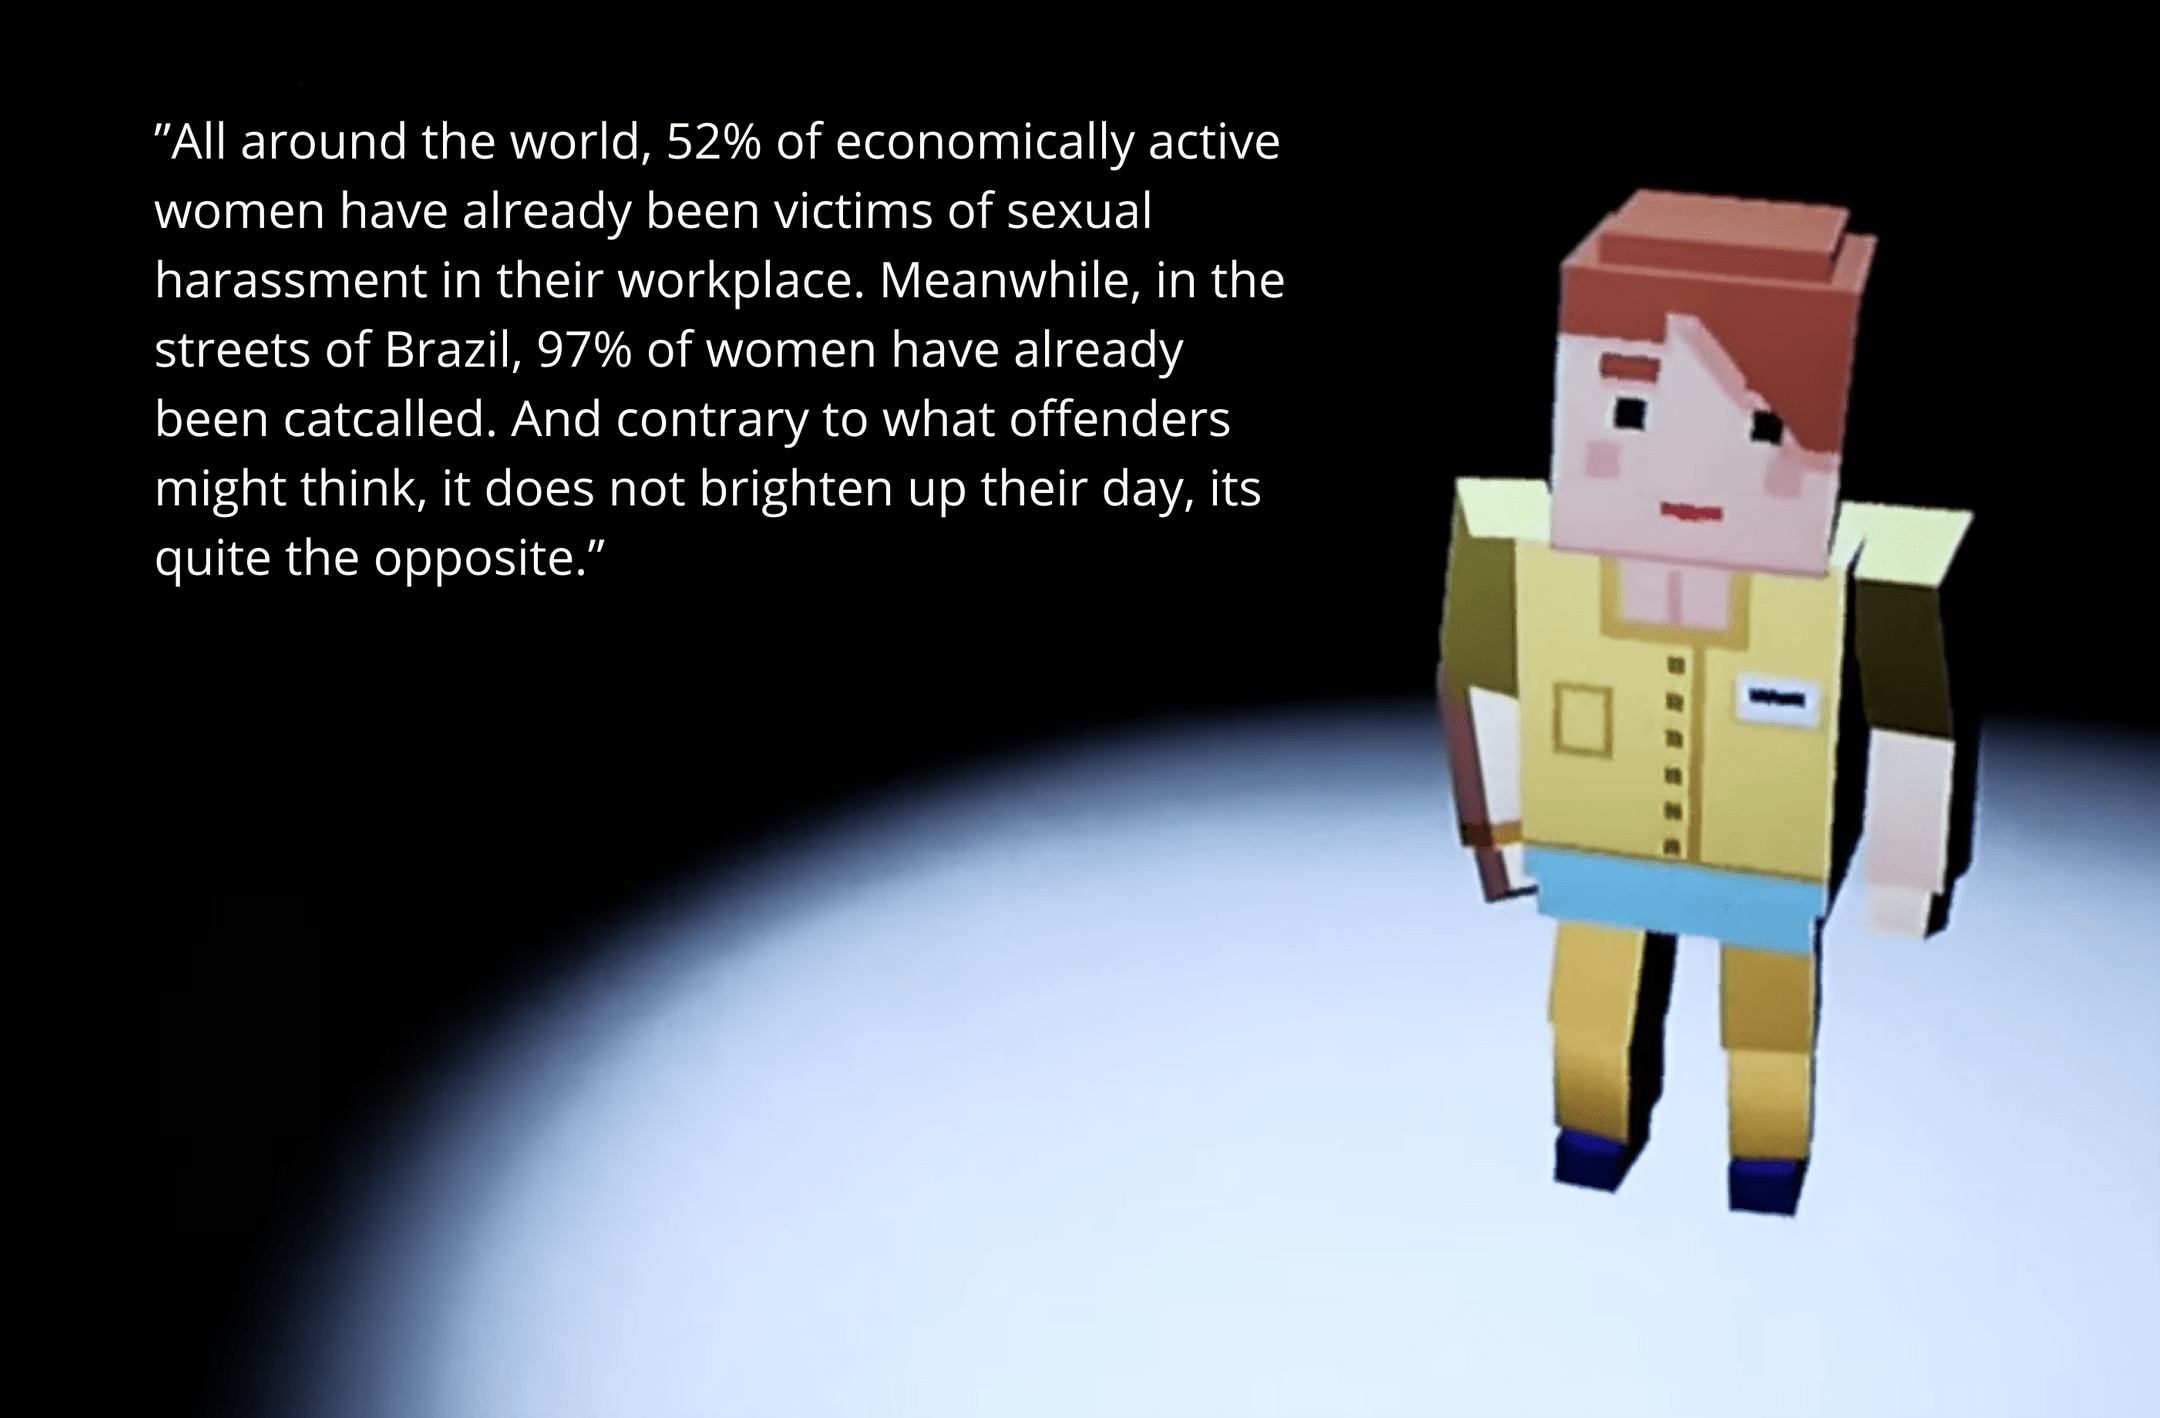 ”All around the world, 52% of economically active
women have already been victims of sexual
harassment in their workplace. Meanwhile, in the
streets of Brazil, 97% of women have already
been catcalled. And contrary to what offenders
might think, it does not brighten up their day, its
quite the opposite.”